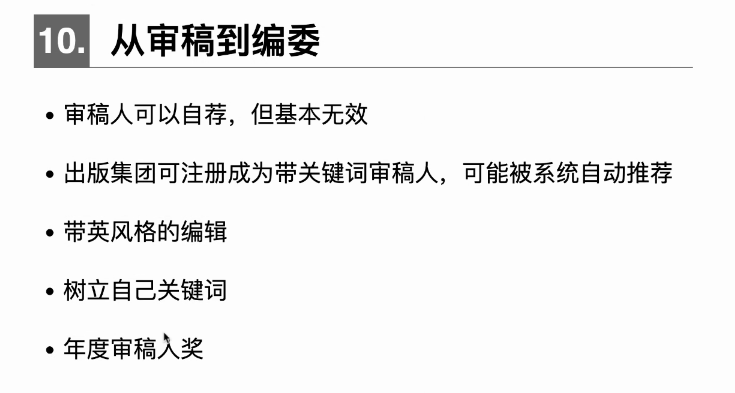 10. 从审稿到编委
• 审稿人可以自荐，但基本无效
• 出版集团可注册成为带关键词审稿人，可能被系统自动推荐
• 带英风格的编辑
• 树立自己关键词
• 年度审稿人奖